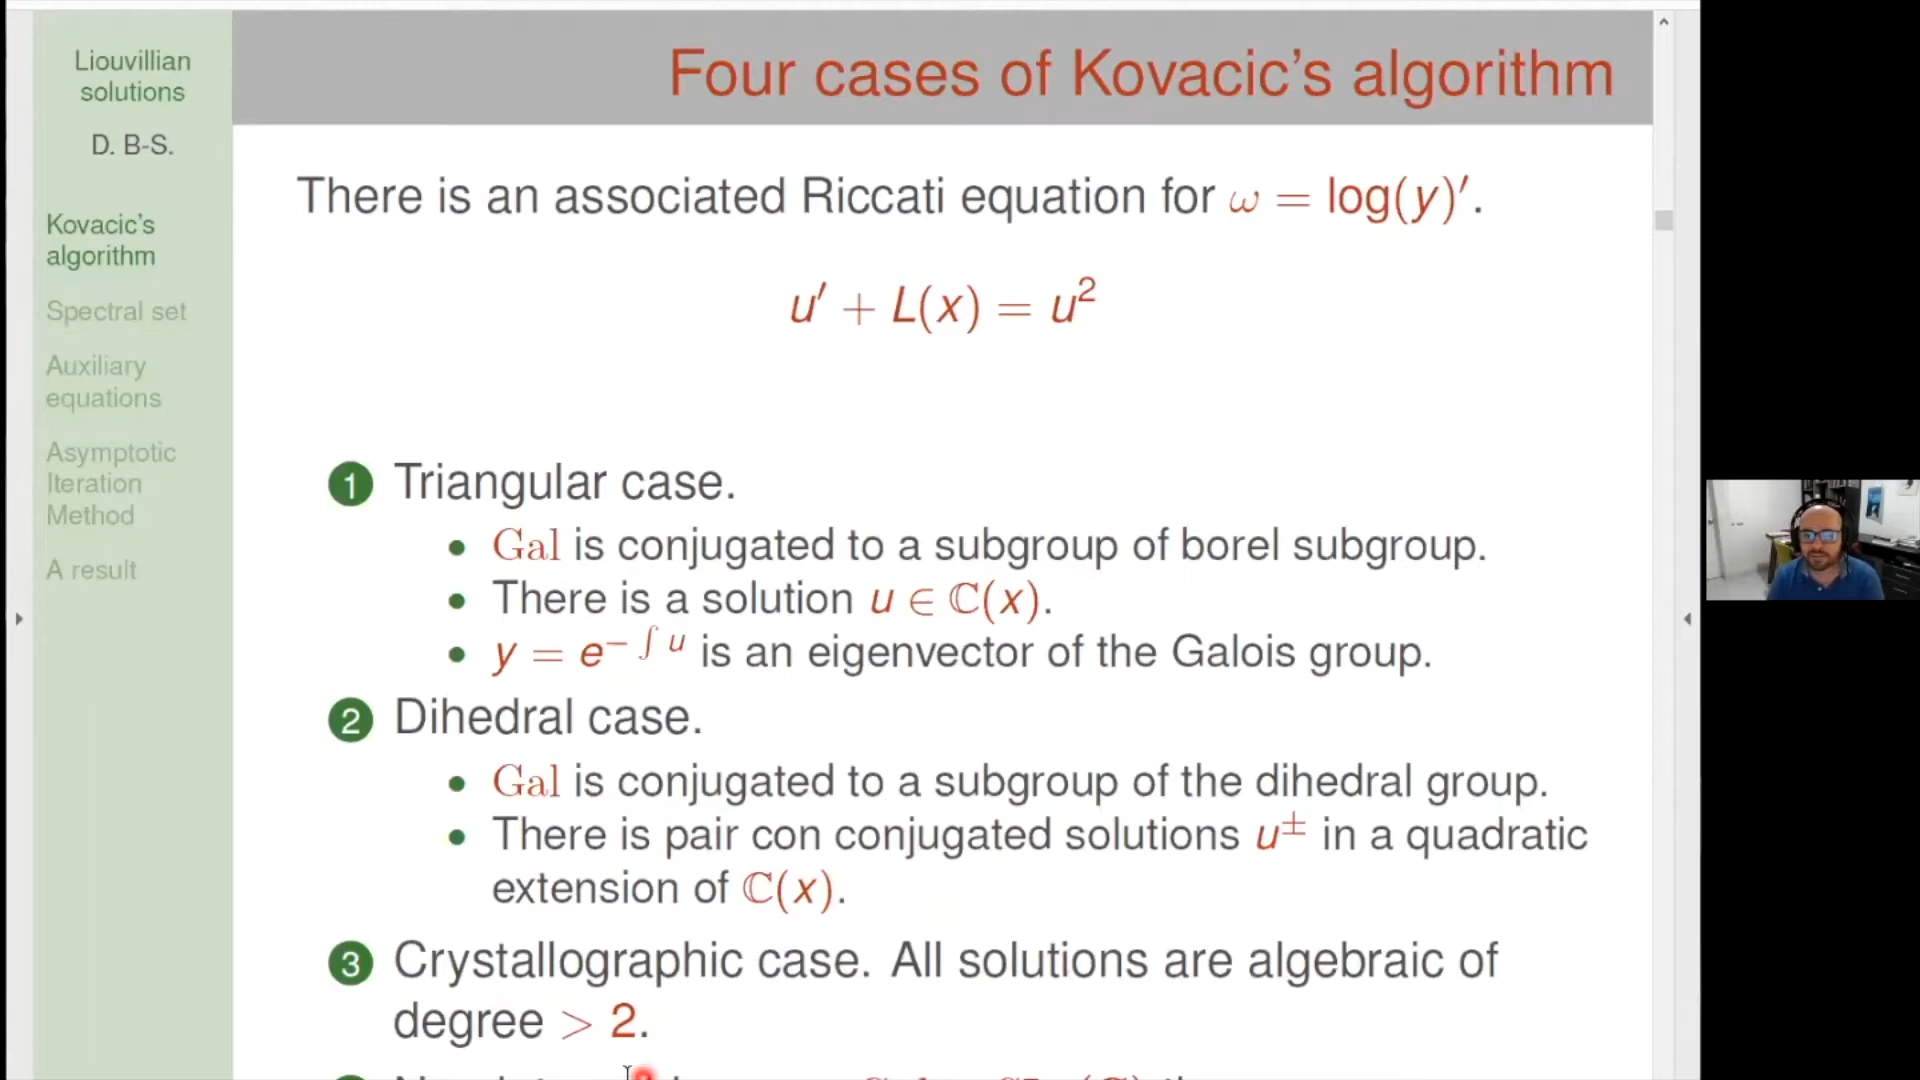 Liouvillian
solutions
D. B-S.
Kovacic's
algorithm
Spectral set
Auxiliary
equations
Asymptotic
Iteration
Method
A result
Four cases of Kovacic's algorithm
There is an associated Riccati equation for ω = log(y)′.
u′ + L(x) = u²
1 Triangular case.
• Gal is conjugated to a subgroup of borel subgroup.
• There is a solution u ∈ ℂ(x).
• y = e^{−∫u} is an eigenvector of the Galois group.
2 Dihedral case.
• Gal is conjugated to a subgroup of the dihedral group.
• There is pair con conjugated solutions u^± in a quadratic
extension of ℂ(x).
3 Crystallographic case. All solutions are algebraic of
degree > 2.